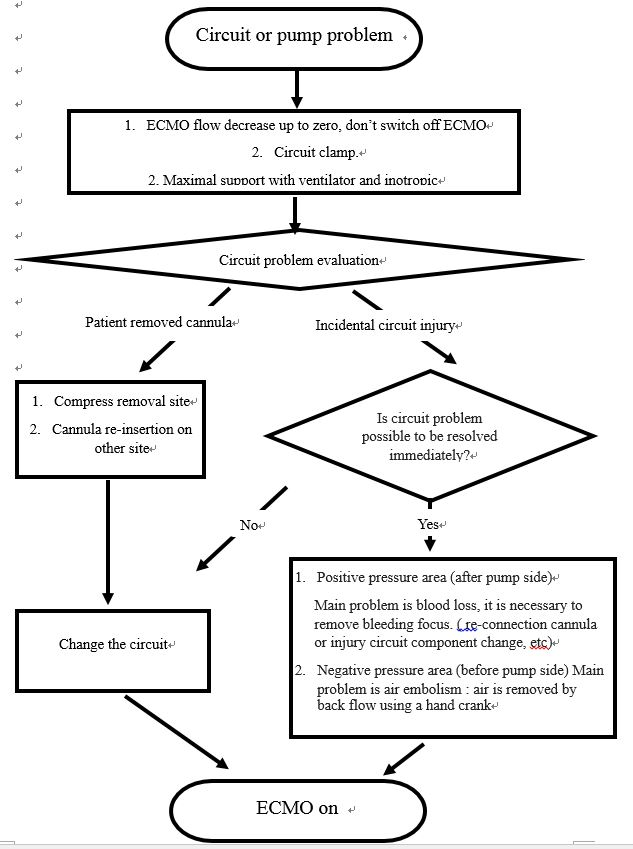 Circuit or pump problem
1. ECMO flow decrease up to zero, don't switch off ECMO
2. Circuit clamp.
2. Maximal support with ventilator and inotropic
Circuit problem evaluation
Patient removed cannula
Incidental circuit injury
1. Compress removal site
2. Cannula re-insertion on
other site
Is circuit problem
possible to be resolved
immediately?
No
Yes
1. Positive pressure area (after pump side)
Main problem is blood loss, it is necessary to
remove bleeding focus. ( re-connection cannula
or injury circuit component change, etc)
2. Negative pressure area (before pump side) Main
problem is air embolism : air is removed by
back flow using a hand crank
Change the circuit
ECMO on